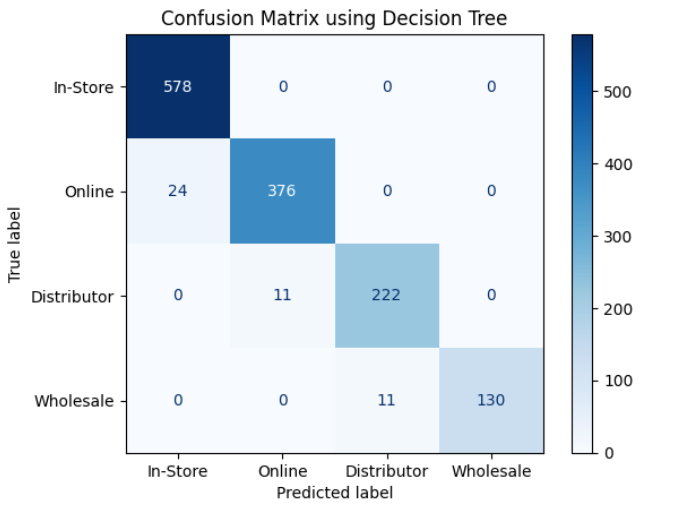 Confusion Matrix using Decision Tree
In-Store 578 0 0 0
Online 24 376 0 0
Distributor 0 11 222 0
Wholesale 0 0 11 130
In-Store Online Distributor Wholesale
Predicted label
True label
500
400
300
200
100
0